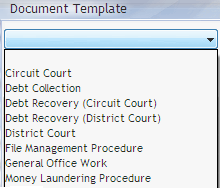 Document Template
Circuit Court
Debt Collection
Debt Recovery (Circuit Court)
Debt Recovery (District Court)
District Court
File Management Procedure
General Office Work
Money Laundering Procedure